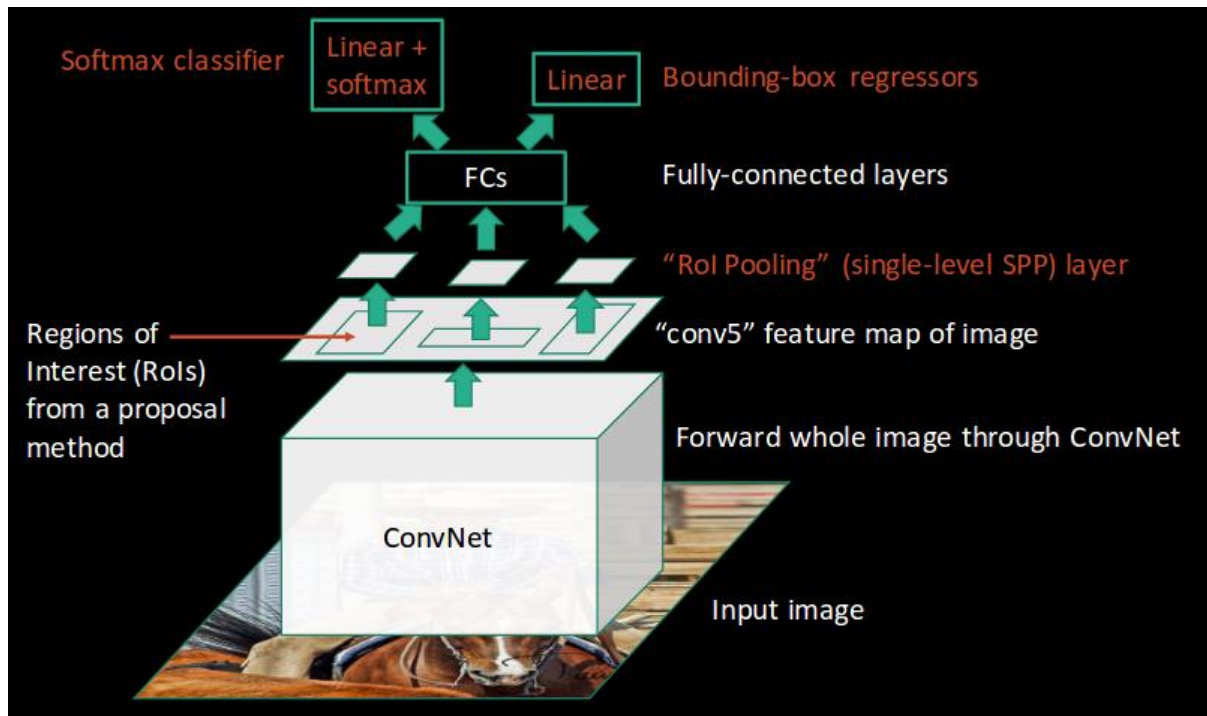 Softmax classifier
Linear +
softmax
Linear
Bounding-box regressors
FCs
Fully-connected layers
“RoI Pooling” (single-level SPP) layer
Regions of
Interest (RoIs)
from a proposal
method
“conv5” feature map of image
Forward whole image through ConvNet
ConvNet
Input image